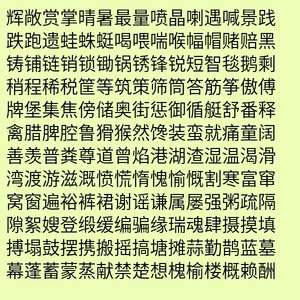 辉敞赏掌晴暑最量喷晶喇遇喊景践
跌跑遗蛙蛛蜓喝喂喘喉幅帽赌赔黑
铸铺链销锁锄锅锈锋锐短智毯鹅剩
稍程稀税筐等筑策筛筒答筋筝傲傅
牌堡集焦傍储奥街惩御循艇舒番释
禽腊脾腔鲁猾猴然馋装蛮就痛童阔
善羡普粪尊道曾焰港湖渣湿温渴滑
湾渡游滋溉愤慌惰愧愉慨割寒富窜
窝窗遍裕裤裙谢谣谦属屡强粥疏隔
隙絮嫂登缎缓编骗缘瑞魂肆摄摸填
搏塌鼓摆携搬摇搞塘摊蒜勤鹊蓝墓
幕蓬蓄蒙蒸献禁楚想槐榆楼概赖酬